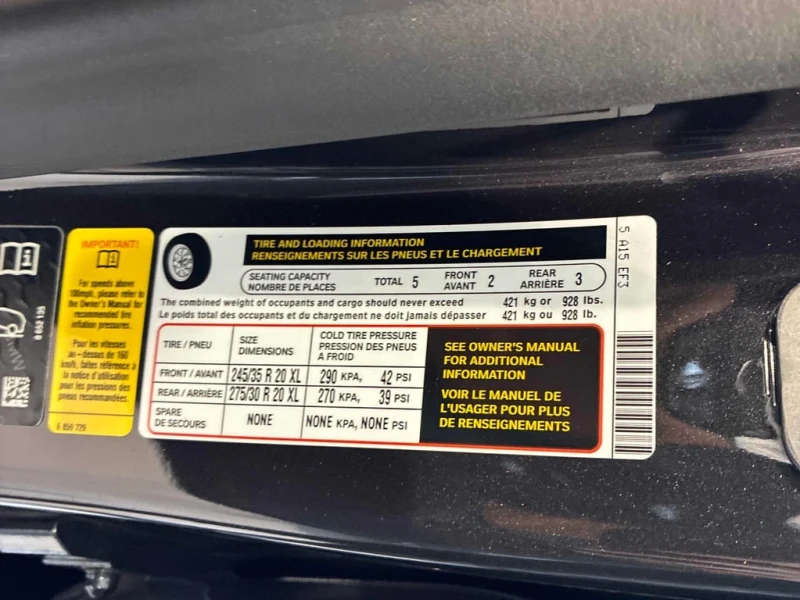 6 652 135
IMPORTANT!
For speeds above
100mph, please refer to
the Owner's Manual for
recommended tire
inflation pressures.
Pour les vitesses
au-dessus de 160
km/h, faites référence à
la notice d'utilisation
pour les pressions des
pneus recommandées.
6 856 729
TIRE AND LOADING INFORMATION
RENSEIGNEMENTS SUR LES PNEUS ET LE CHARGEMENT
SEATING CAPACITY
NOMBRE DE PLACES
TOTAL 5
FRONT
AVANT 2
REAR
ARRIÈRE 3
The combined weight of occupants and cargo should never exceed 421 kg or 928 lbs.
Le poids total des occupants et du chargement ne doit jamais dépasser 421 kg ou 928 lb.
TIRE / PNEU
SIZE
DIMENSIONS
COLD TIRE PRESSURE
PRESSION DES PNEUS
A FROID
FRONT / AVANT 245/35 R 20 XL 290 KPA, 42 PSI
REAR / ARRIÈRE 275/30 R 20 XL 270 KPA, 39 PSI
SPARE
DE SECOURS
NONE NONE KPA, NONE PSI
SEE OWNER'S MANUAL
FOR ADDITIONAL
INFORMATION
VOIR LE MANUEL DE
L'USAGER POUR PLUS
DE RENSEIGNEMENTS
5 A15 EF3